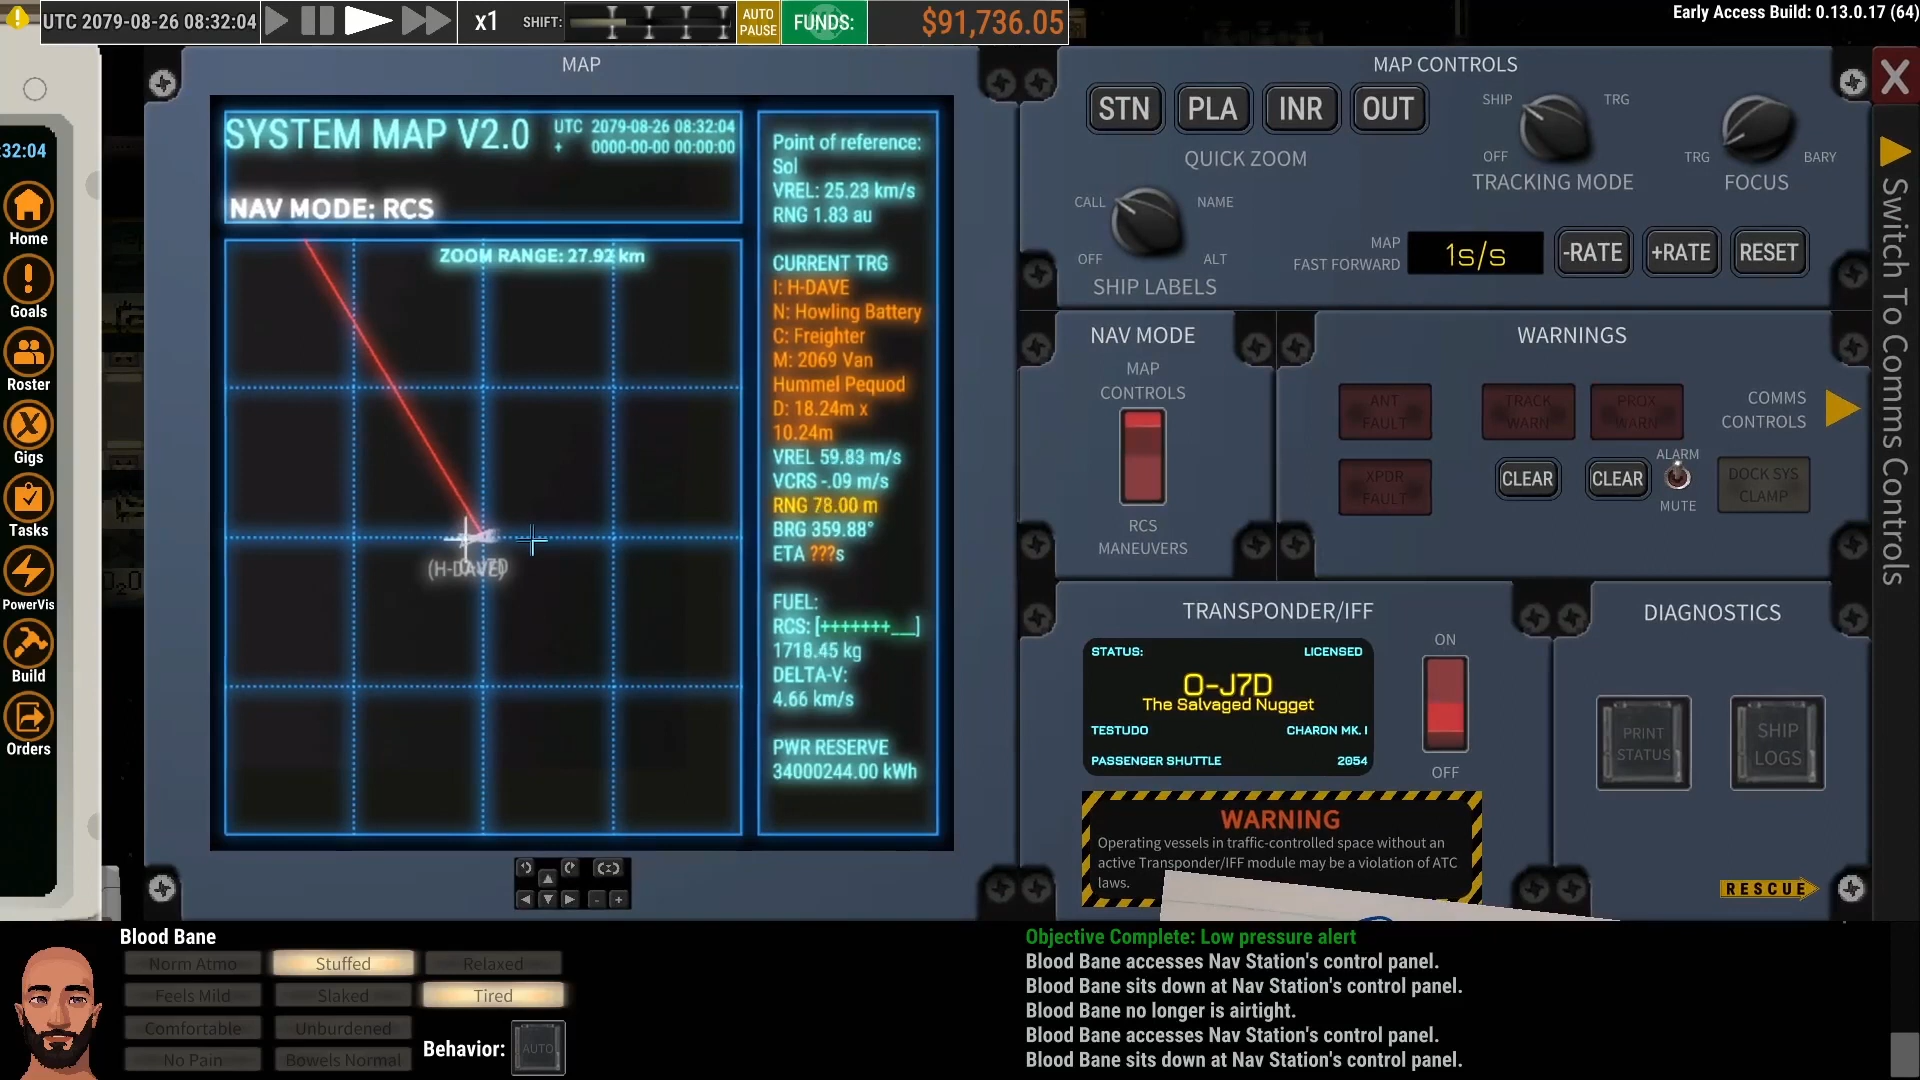 UTC 2079-08-26 08:32:04
x1
SHIFT:
AUTO PAUSE
FUNDS:
$91,736.05
Early Access Build: 0.13.0.17 (64)
MAP
SYSTEM MAP V2.0
UTC 2079-08-26 08:32:04
+ 0000-00-00 00:00:00
NAV MODE: RCS
ZOOM RANGE: 27.92 km
(H-DAVE)
Point of reference:
Sol
VREL: 25.23 km/s
RNG 1.83 au
CURRENT TRG
I: H-DAVE
N: Howling Battery
C: Freighter
M: 2069 Van
Hummel Pequod
D: 18.24m x
10.24m
VREL 59.83 m/s
VCRS -.09 m/s
RNG 78.00 m
BRG 359.88°
ETA ???s
FUEL:
RCS: [+++++++___]
1718.45 kg
DELTA-V:
4.66 km/s
PWR RESERVE
34000244.00 kWh
MAP CONTROLS
STN
PLA
INR
OUT
QUICK ZOOM
SHIP
TRG
OFF
TRACKING MODE
TRG
BARY
FOCUS
CALL
NAME
OFF
ALT
SHIP LABELS
MAP
FAST FORWARD
1s/s
-RATE
+RATE
RESET
NAV MODE
MAP
CONTROLS
RCS
MANEUVERS
WARNINGS
ANT
FAULT
TRACK
WARN
PROX
WARN
COMMS
CONTROLS
XPDR
FAULT
CLEAR
CLEAR
ALARM
MUTE
DOCK SYS
CLAMP
TRANSPONDER/IFF
STATUS:
LICENSED
O-J7D
The Salvaged Nugget
TESTUDO
CHARON MK. I
PASSENGER SHUTTLE
2054
ON
OFF
WARNING
Operating vessels in traffic-controlled space without an
active Transponder/IFF module may be a violation of ATC
laws.
DIAGNOSTICS
PRINT
STATUS
SHIP
LOGS
RESCUE
Switch To Comms Controls
:32:04
Home
Goals
Roster
Gigs
Tasks
PowerVis
Build
Orders
Blood Bane
Norm Atmo
Stuffed
Relaxed
Feels Mild
Slaked
Tired
Comfortable
Unburdened
No Pain
Bowels Normal
Behavior:
AUTO
Objective Complete: Low pressure alert
Blood Bane accesses Nav Station's control panel.
Blood Bane sits down at Nav Station's control panel.
Blood Bane no longer is airtight.
Blood Bane accesses Nav Station's control panel.
Blood Bane sits down at Nav Station's control panel.